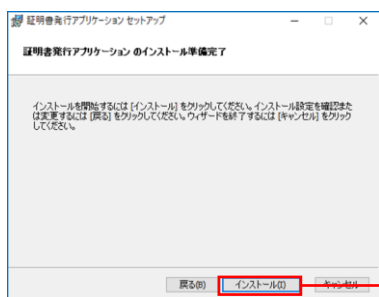 証明書発行アプリケーション セットアップ
証明書発行アプリケーション のインストール準備完了
インストールを開始するには [インストール] をクリックしてください。インストール設定を確認また
は変更するには [戻る] をクリックしてください。ウィザードを終了するには [キャンセル] をクリック
してください。
戻る(B) インストール(I) キャンセル